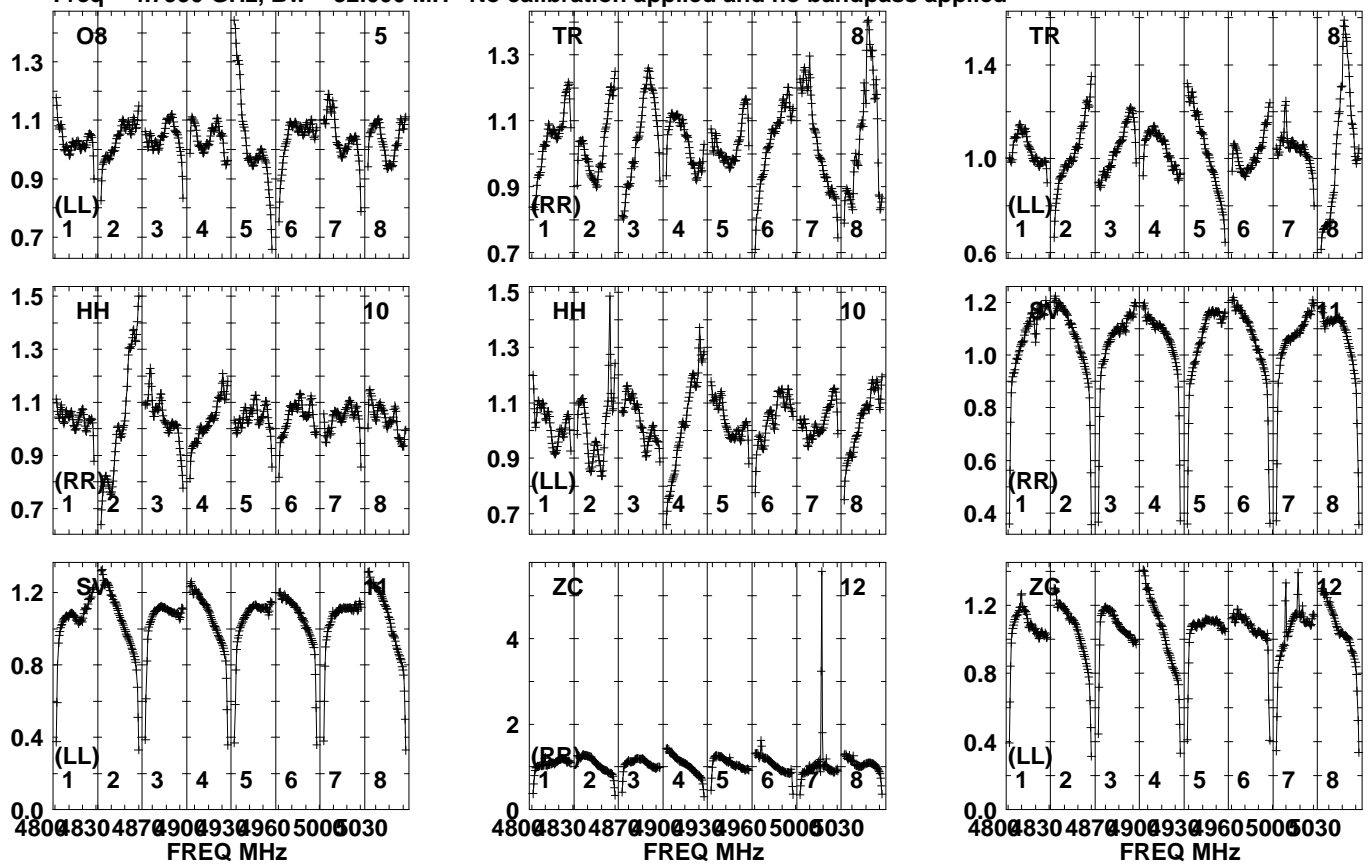 No calibration applied and no bandpass applied
O8 5 TR 8 TR 8
1.3 1.3 1.4
1.1 1.1
0.9 0.9 1.0
(LL) (RR) (LL)
0.7 0.7 0.6
1 2 3 4 5 6 7 8 1 2 3 4 5 6 7 8 1 2 3 4 5 6 7 8
HH 10 HH 10 SV 11
1.5 1.5 1.2
1.3 1.3 1.0
1.1 1.1 0.8
0.9 0.9 0.6
(RR) (LL) (RR)
0.7 0.7 0.4
1 2 3 4 5 6 7 8 1 2 3 4 5 6 7 8 1 2 3 4 5 6 7 8
SV 11 ZC 12 ZC 12
1.2 4 1.2
0.8 0.8
0.4 2 0.4
(LL) (RR) (LL)
1 2 3 4 5 6 7 8 1 2 3 4 5 6 7 8 1 2 3 4 5 6 7 8
0.0 0 0.0
4800 4830 4870 4900 4930 4960 5000 5030 4800 4830 4870 4900 4930 4960 5000 5030 4800 4830 4870 4900 4930 4960 5000 5030
FREQ MHz FREQ MHz FREQ MHz